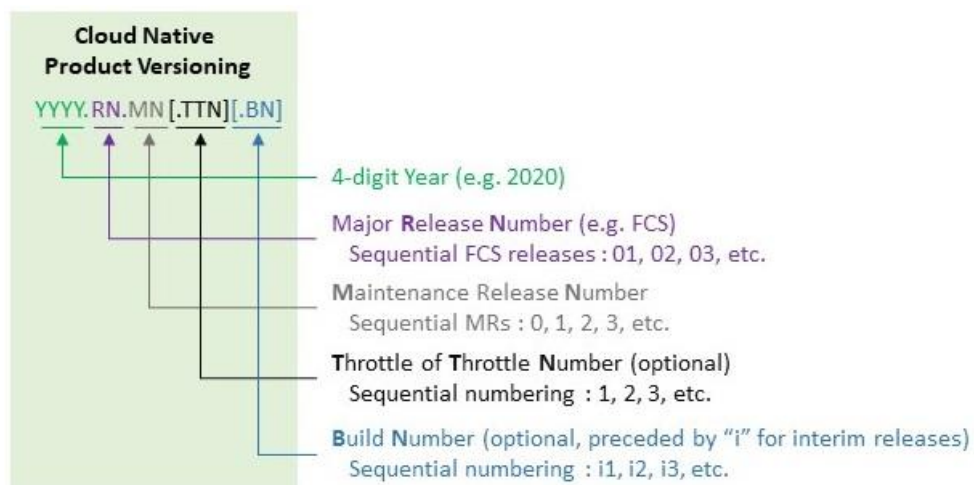 Cloud Native
Product Versioning
YYYY.RN.MN[.TTN][.BN]
4-digit Year (e.g. 2020)
Major Release Number (e.g. FCS)
Sequential FCS releases : 01, 02, 03, etc.
Maintenance Release Number
Sequential MRs : 0, 1, 2, 3, etc.
Throttle of Throttle Number (optional)
Sequential numbering : 1, 2, 3, etc.
Build Number (optional, preceded by “i” for interim releases)
Sequential numbering : i1, i2, i3, etc.